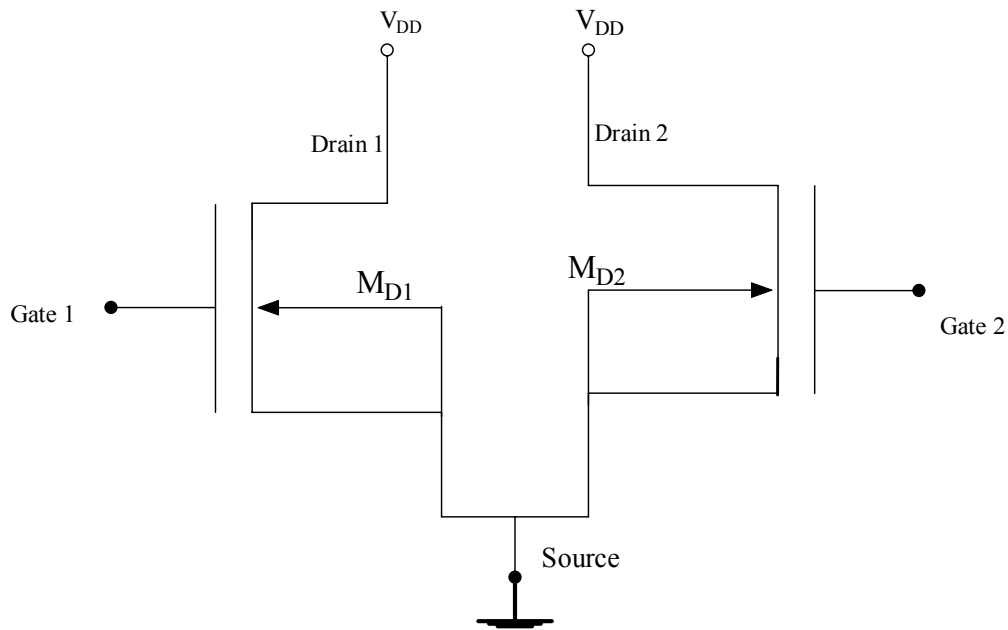 V_DD
V_DD
Drain 1
Drain 2
M_D1
M_D2
Gate 1
Gate 2
Source